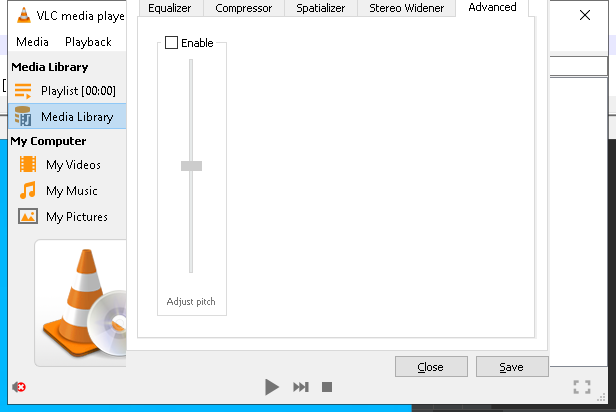 VLC media playe
Equalizer Compressor Spatializer Stereo Widener Advanced
Media Playback
Enable
Media Library
Playlist [00:00]
Media Library
My Computer
My Videos
My Music
My Pictures
Adjust pitch
Close Save